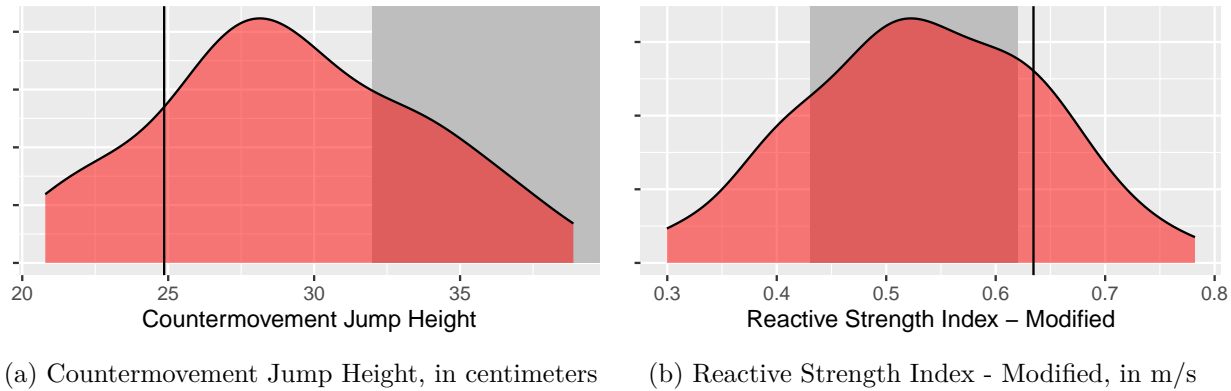 20 25 30 35
Countermovement Jump Height
0.3 0.4 0.5 0.6 0.7 0.8
Reactive Strength Index – Modified
(a) Countermovement Jump Height, in centimeters
(b) Reactive Strength Index - Modified, in m/s